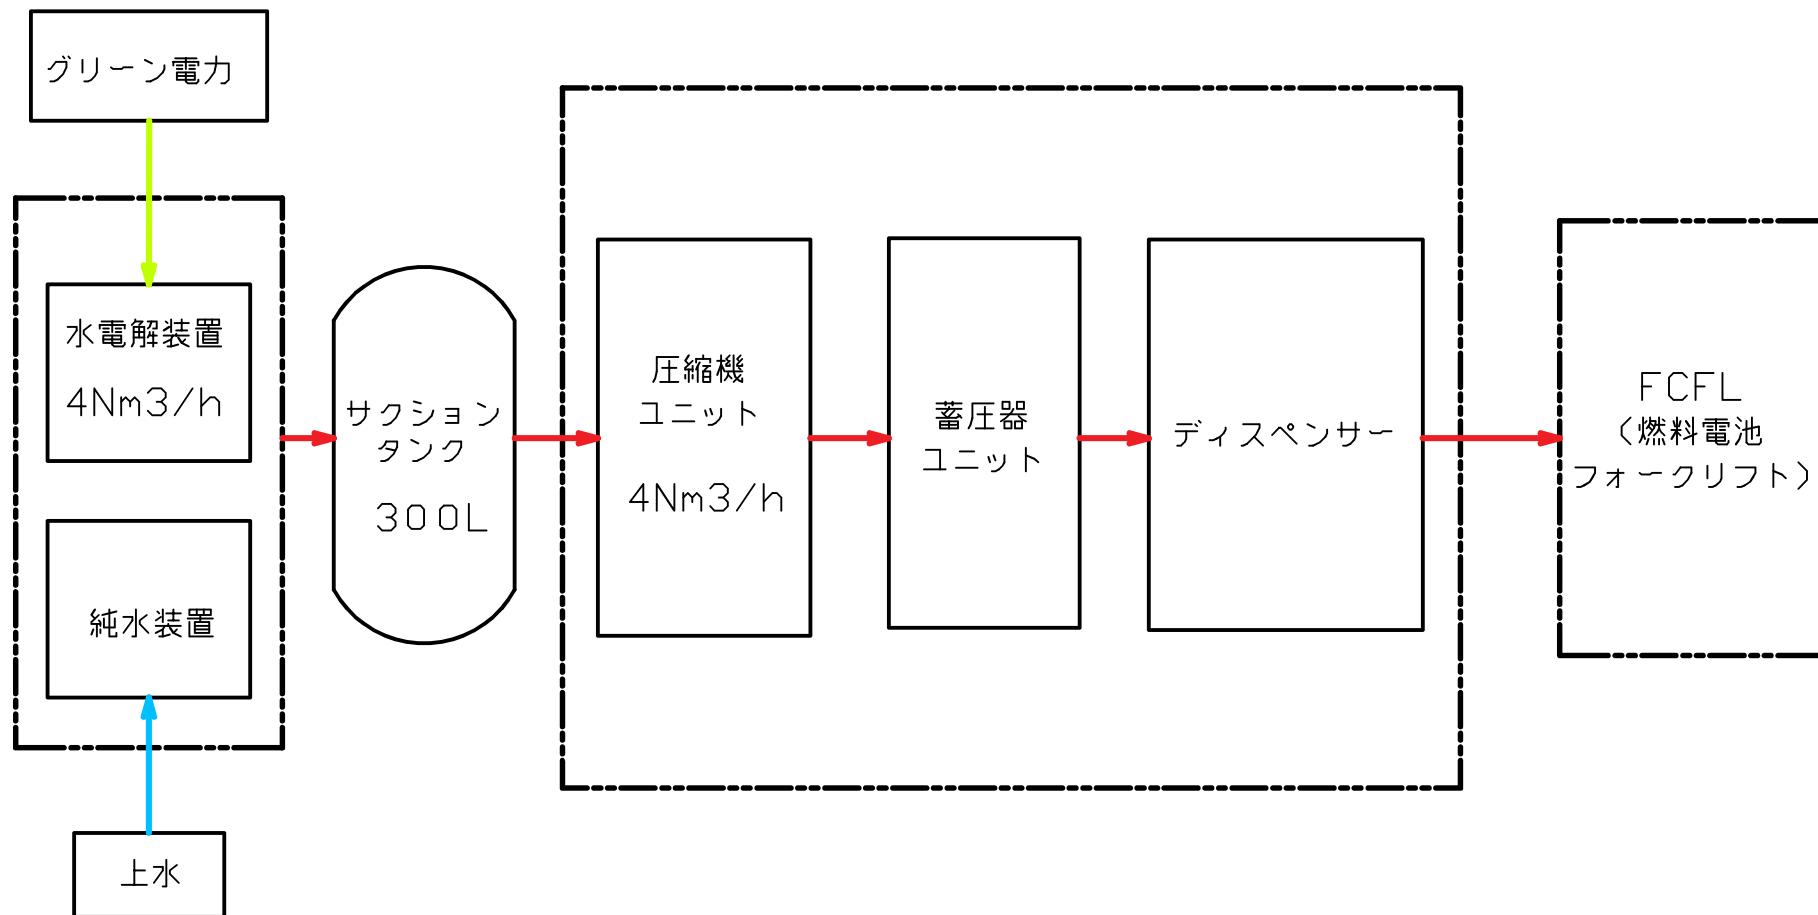 グリーン電力
水電解装置
4Nm3/h
純水装置
上水
サクション
タンク
300L
圧縮機
ユニット
4Nm3/h
蓄圧器
ユニット
ディスペンサー
FCFL
(燃料電池
フォークリフト)